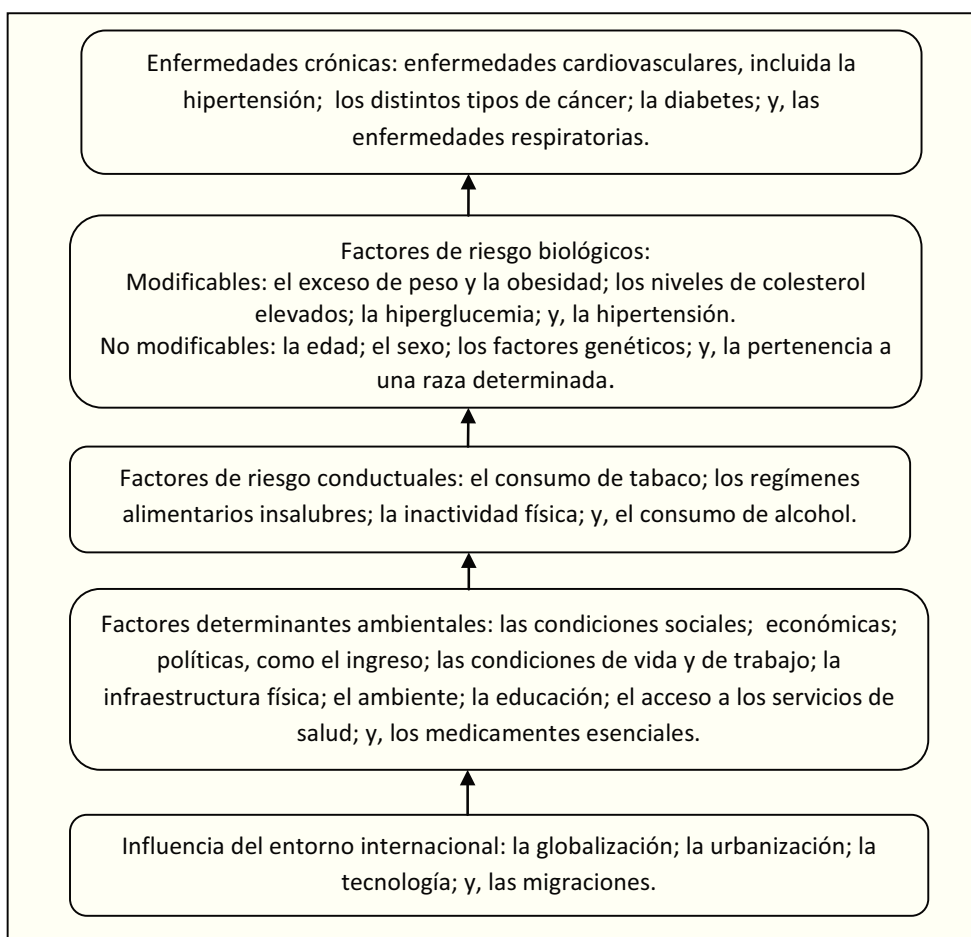 Enfermedades crónicas: enfermedades cardiovasculares, incluida la
hipertensión; los distintos tipos de cáncer; la diabetes; y, las
enfermedades respiratorias.
Factores de riesgo biológicos:
Modificables: el exceso de peso y la obesidad; los niveles de colesterol
elevados; la hiperglucemia; y, la hipertensión.
No modificables: la edad; el sexo; los factores genéticos; y, la pertenencia a
una raza determinada.
Factores de riesgo conductuales: el consumo de tabaco; los regímenes
alimentarios insalubres; la inactividad física; y, el consumo de alcohol.
Factores determinantes ambientales: las condiciones sociales; económicas;
políticas, como el ingreso; las condiciones de vida y de trabajo; la
infraestructura física; el ambiente; la educación; el acceso a los servicios de
salud; y, los medicamentes esenciales.
Influencia del entorno internacional: la globalización; la urbanización; la
tecnología; y, las migraciones.